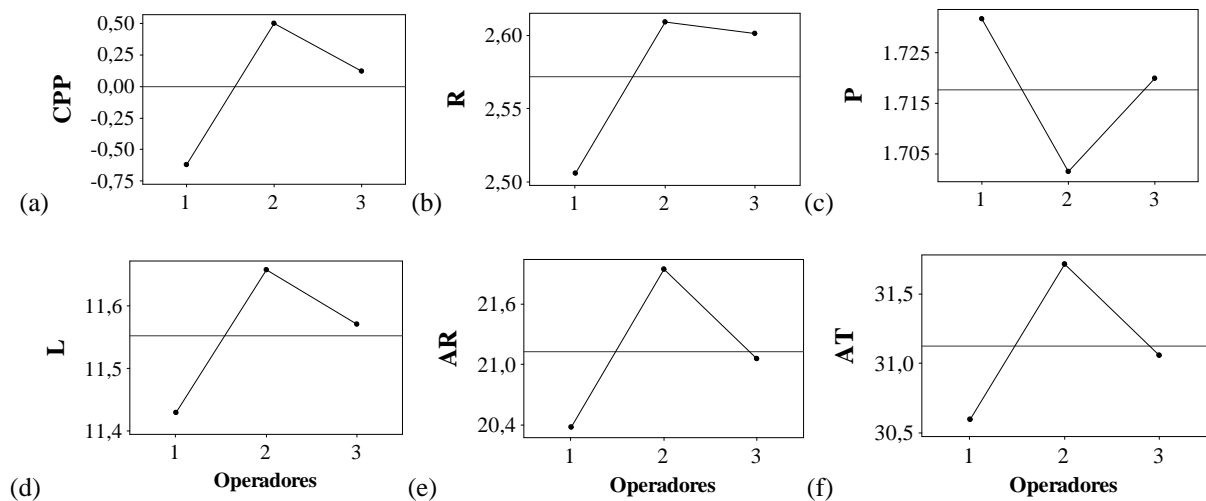 CPP
0,50
0,25
0,00
-0,25
-0,50
-0,75
1 2 3
(a)
R
2,60
2,55
2,50
1 2 3
(b)
P
1.725
1.715
1.705
1 2 3
(c)
L
11,6
11,5
11,4
1 2 3
Operadores
(d)
AR
21,6
21,0
20,4
1 2 3
Operadores
(e)
AT
31,5
31,0
30,5
1 2 3
Operadores
(f)